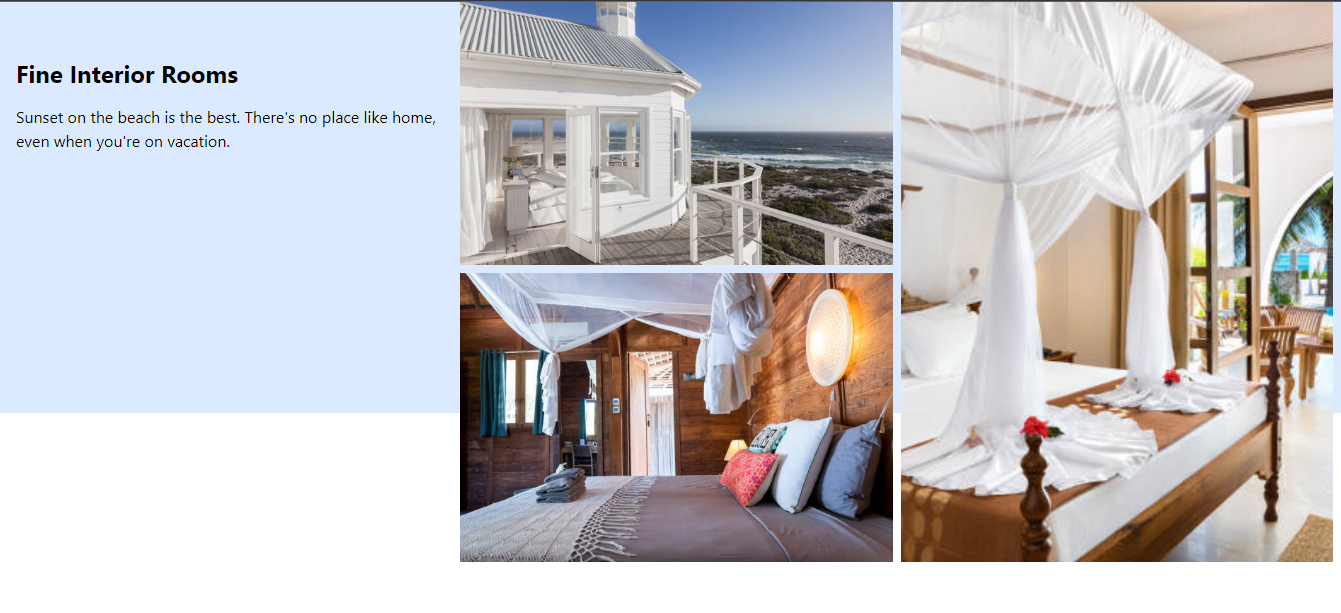 Fine Interior Rooms
Sunset on the beach is the best. There's no place like home,
even when you're on vacation.